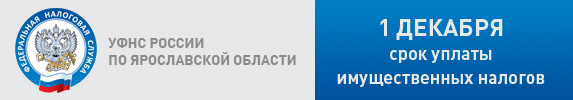 ФЕДЕРАЛЬНАЯ НАЛОГОВАЯ СЛУЖБА
УФНС РОССИИ
ПО ЯРОСЛАВСКОЙ ОБЛАСТИ
1 ДЕКАБРЯ
срок уплаты
имущественных налогов